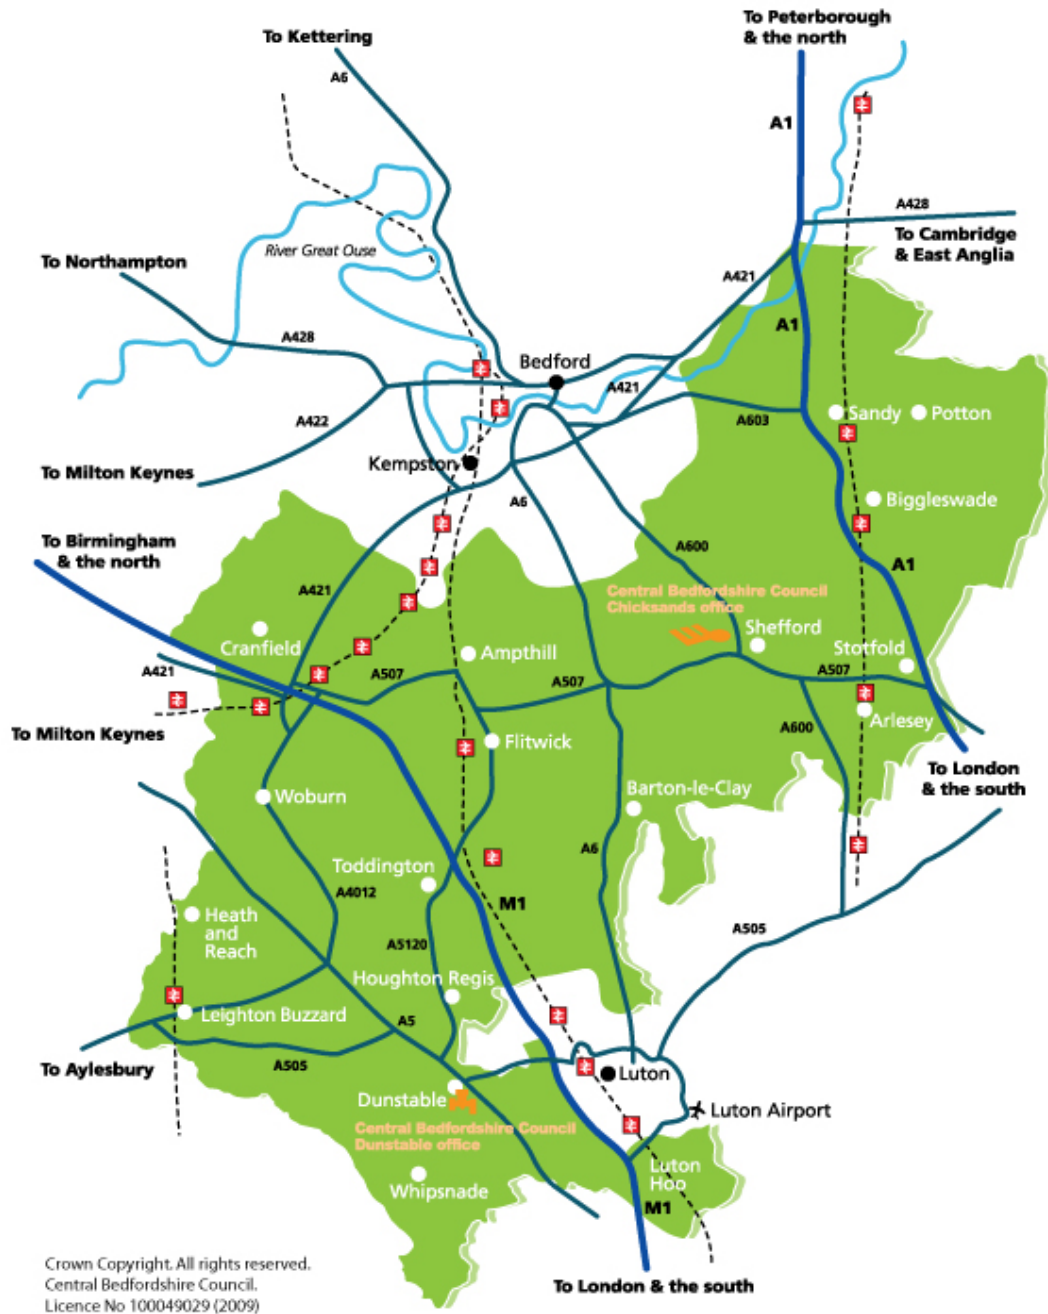 To Peterborough
& the north
To Kettering
A6
A1
A428
To Cambridge
& East Anglia
River Great Ouse
To Northampton
A421
A1
A428
Bedford
A421
A422
A603
Sandy
Potton
Kempston
To Milton Keynes
A6
Biggleswade
To Birmingham
& the north
A600
A1
A421
Central Bedfordshire Council
Chicksands office
Shefford
Cranfield
Ampthill
Stotfold
A421
A507
A507
A507
Arlesey
To Milton Keynes
A600
Flitwick
To London
& the south
Woburn
Barton-le-Clay
A6
Toddington
A4012
M1
Heath
and
Reach
A505
A5120
Houghton Regis
Leighton Buzzard
A5
To Aylesbury
A505
Luton
Dunstable
Luton Airport
Central Bedfordshire Council
Dunstable office
Luton
Hoo
Whipsnade
M1
To London & the south
Crown Copyright. All rights reserved.
Central Bedfordshire Council.
Licence No 100049029 (2009)